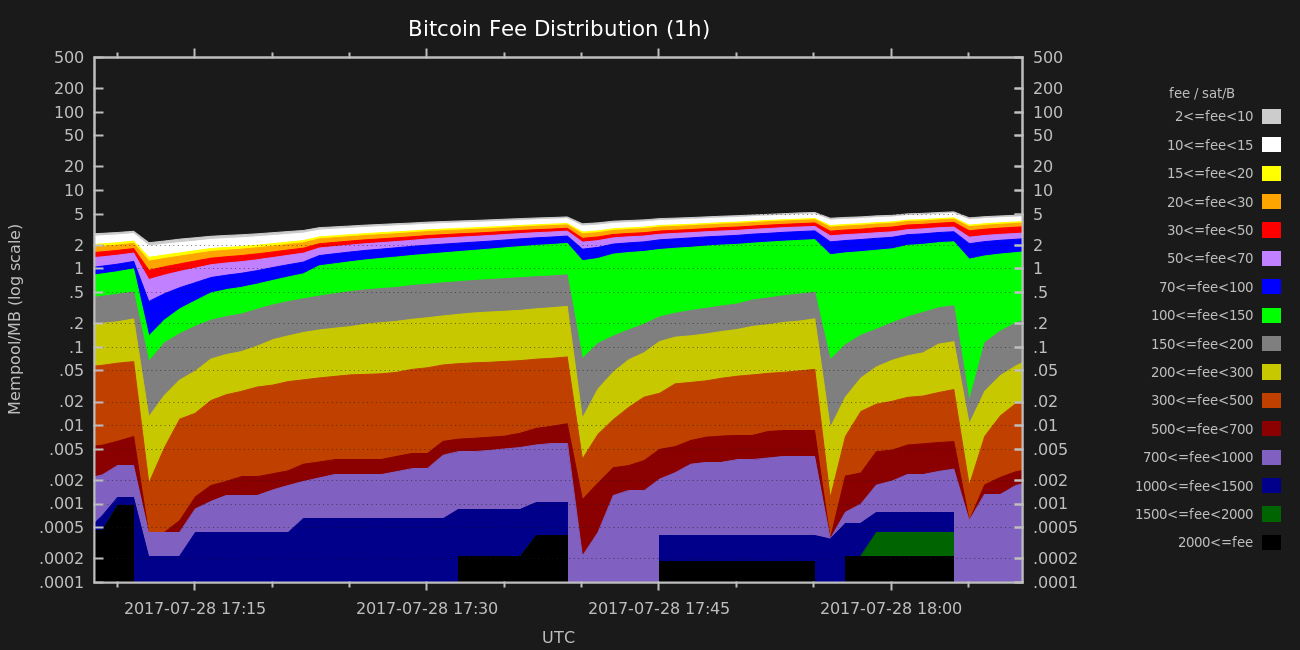 Bitcoin Fee Distribution (1h)
Mempool/MB (log scale)
500
200
100
50
20
10
5
2
1
.5
.2
.1
.05
.02
.01
.005
.002
.001
.0005
.0002
.0001
500
200
100
50
20
10
5
2
1
.5
.2
.1
.05
.02
.01
.005
.002
.001
.0005
.0002
.0001
2017-07-28 17:15 2017-07-28 17:30 2017-07-28 17:45 2017-07-28 18:00
UTC
fee / sat/B
2<=fee<10
10<=fee<15
15<=fee<20
20<=fee<30
30<=fee<50
50<=fee<70
70<=fee<100
100<=fee<150
150<=fee<200
200<=fee<300
300<=fee<500
500<=fee<700
700<=fee<1000
1000<=fee<1500
1500<=fee<2000
2000<=fee